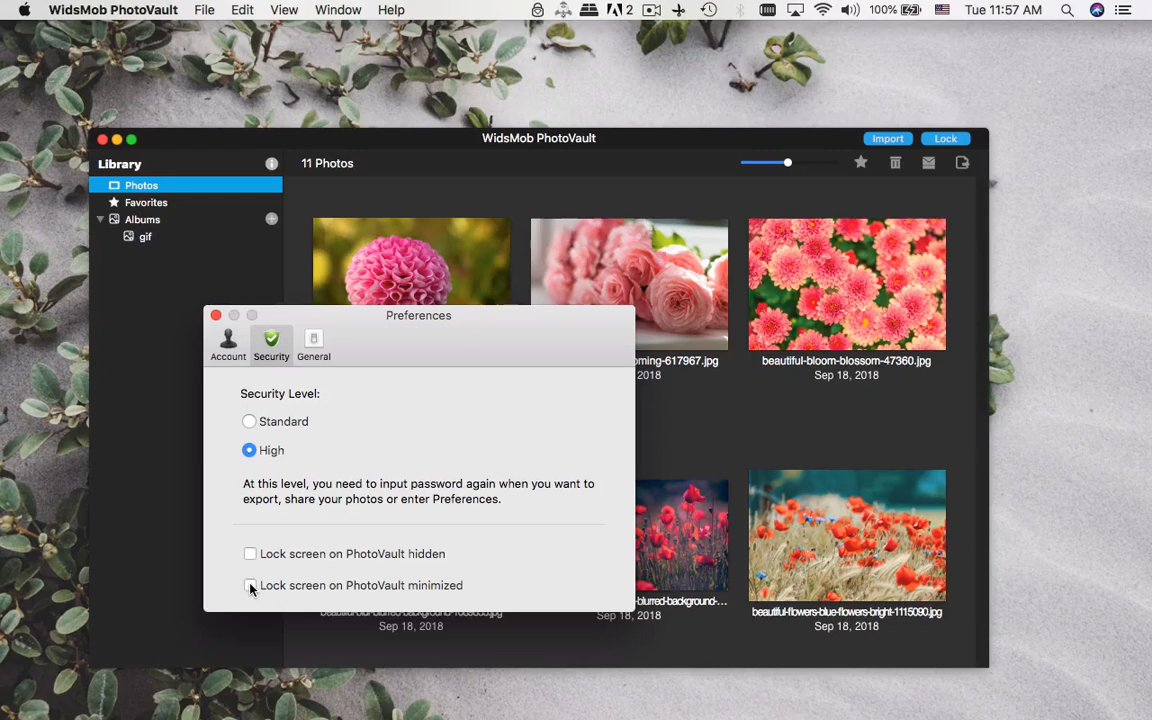 WidsMob PhotoVault File Edit View Window Help 2 100% Tue 11:57 AM
WidsMob PhotoVault
Import
Lock
Library
11 Photos
Photos
Favorites
Albums
gif
oming-617967.jpg
2018
beautiful-bloom-blossom-47360.jpg
Sep 18, 2018
Preferences
Account
Security
General
Security Level:
Standard
High
At this level, you need to input password again when you want to
export, share your photos or enter Preferences.
Lock screen on PhotoVault hidden
Lock screen on PhotoVault minimized
Sep 18, 2018
-blurred-background-...
Sep 18, 2018
beautiful-flowers-blue-flowers-bright-1115090.jpg
Sep 18, 2018